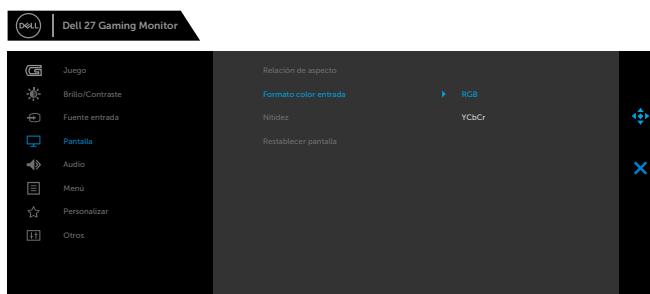 DELL Dell 27 Gaming Monitor
Juego Relación de aspecto
Brillo/Contraste Formato color entrada RGB
Fuente entrada Nitidez YCbCr
Pantalla Restablecer pantalla
Audio
Menú
Personalizar
Otros